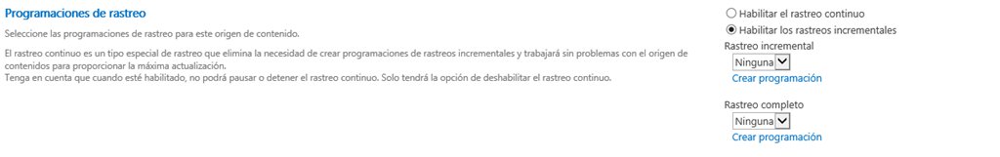 Programaciones de rastreo
Seleccione las programaciones de rastreo para este origen de contenido.
El rastreo continuo es un tipo especial de rastreo que elimina la necesidad de crear programaciones de rastreos incrementales y trabajará sin problemas con el origen de
contenidos para proporcionar la máxima actualización.
Tenga en cuenta que cuando esté habilitado, no podrá pausar o detener el rastreo continuo. Solo tendrá la opción de deshabilitar el rastreo continuo.
Habilitar el rastreo continuo
Habilitar los rastreos incrementales
Rastreo incremental
Ninguna
Crear programación
Rastreo completo
Ninguna
Crear programación